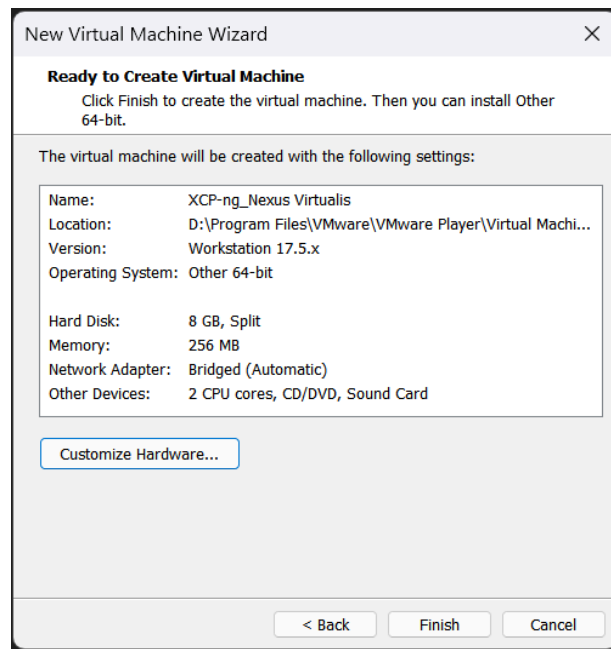 New Virtual Machine Wizard
Ready to Create Virtual Machine
Click Finish to create the virtual machine. Then you can install Other
64-bit.
The virtual machine will be created with the following settings:
Name: XCP-ng_Nexus Virtualis
Location: D:\Program Files\VMware\VMware Player\Virtual Machi...
Version: Workstation 17.5.x
Operating System: Other 64-bit
Hard Disk: 8 GB, Split
Memory: 256 MB
Network Adapter: Bridged (Automatic)
Other Devices: 2 CPU cores, CD/DVD, Sound Card
Customize Hardware...
< Back Finish Cancel